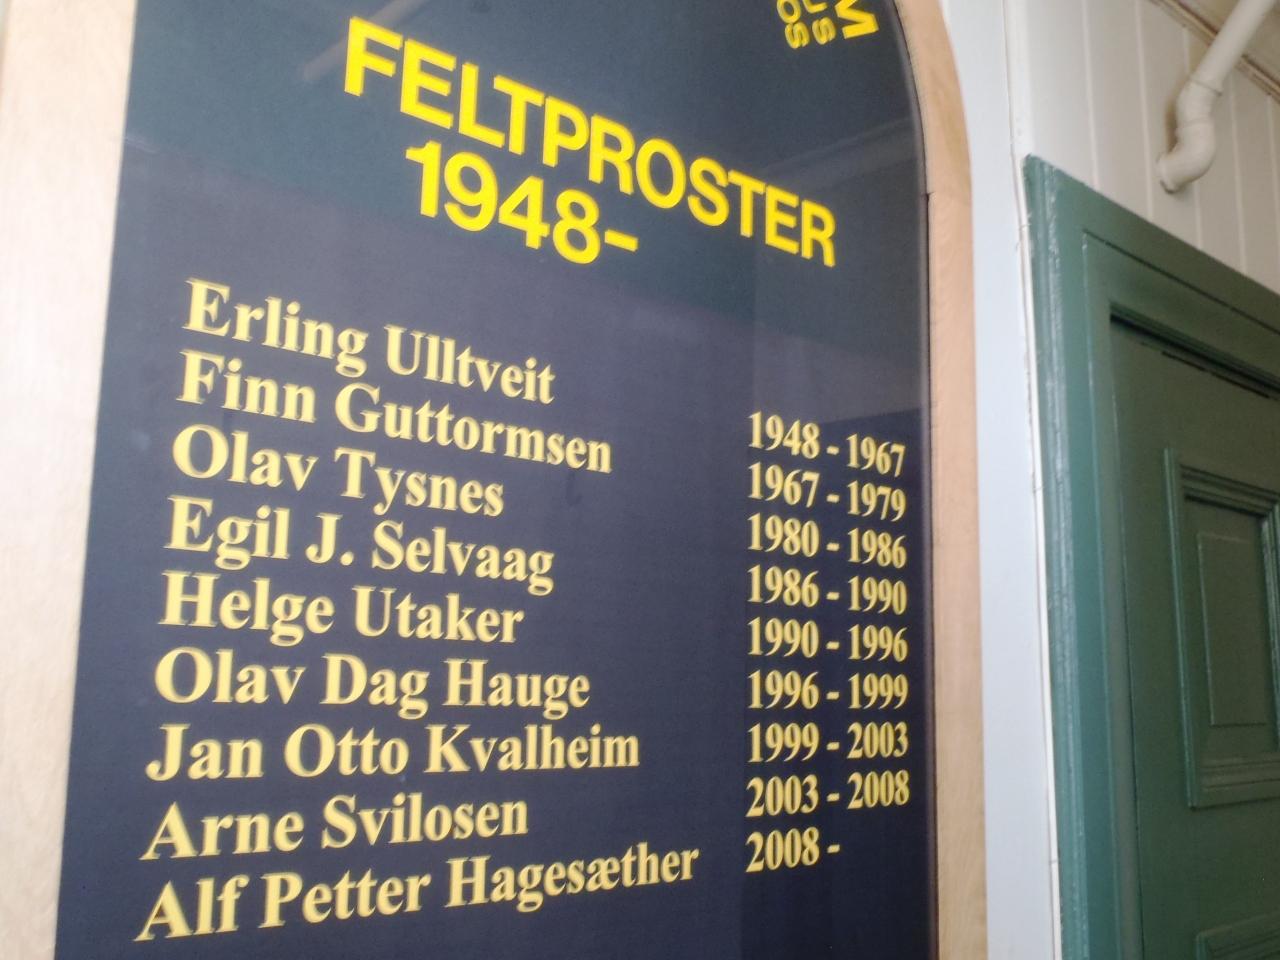 FELTPROSTER
1948-
Erling Ulltveit 1948 - 1967
Finn Guttormsen 1967 - 1979
Olav Tysnes 1980 - 1986
Egil J. Selvaag 1986 - 1990
Helge Utaker 1990 - 1996
Olav Dag Hauge 1996 - 1999
Jan Otto Kvalheim 1999 - 2003
Arne Svilosen 2003 - 2008
Alf Petter Hagesæther 2008 -